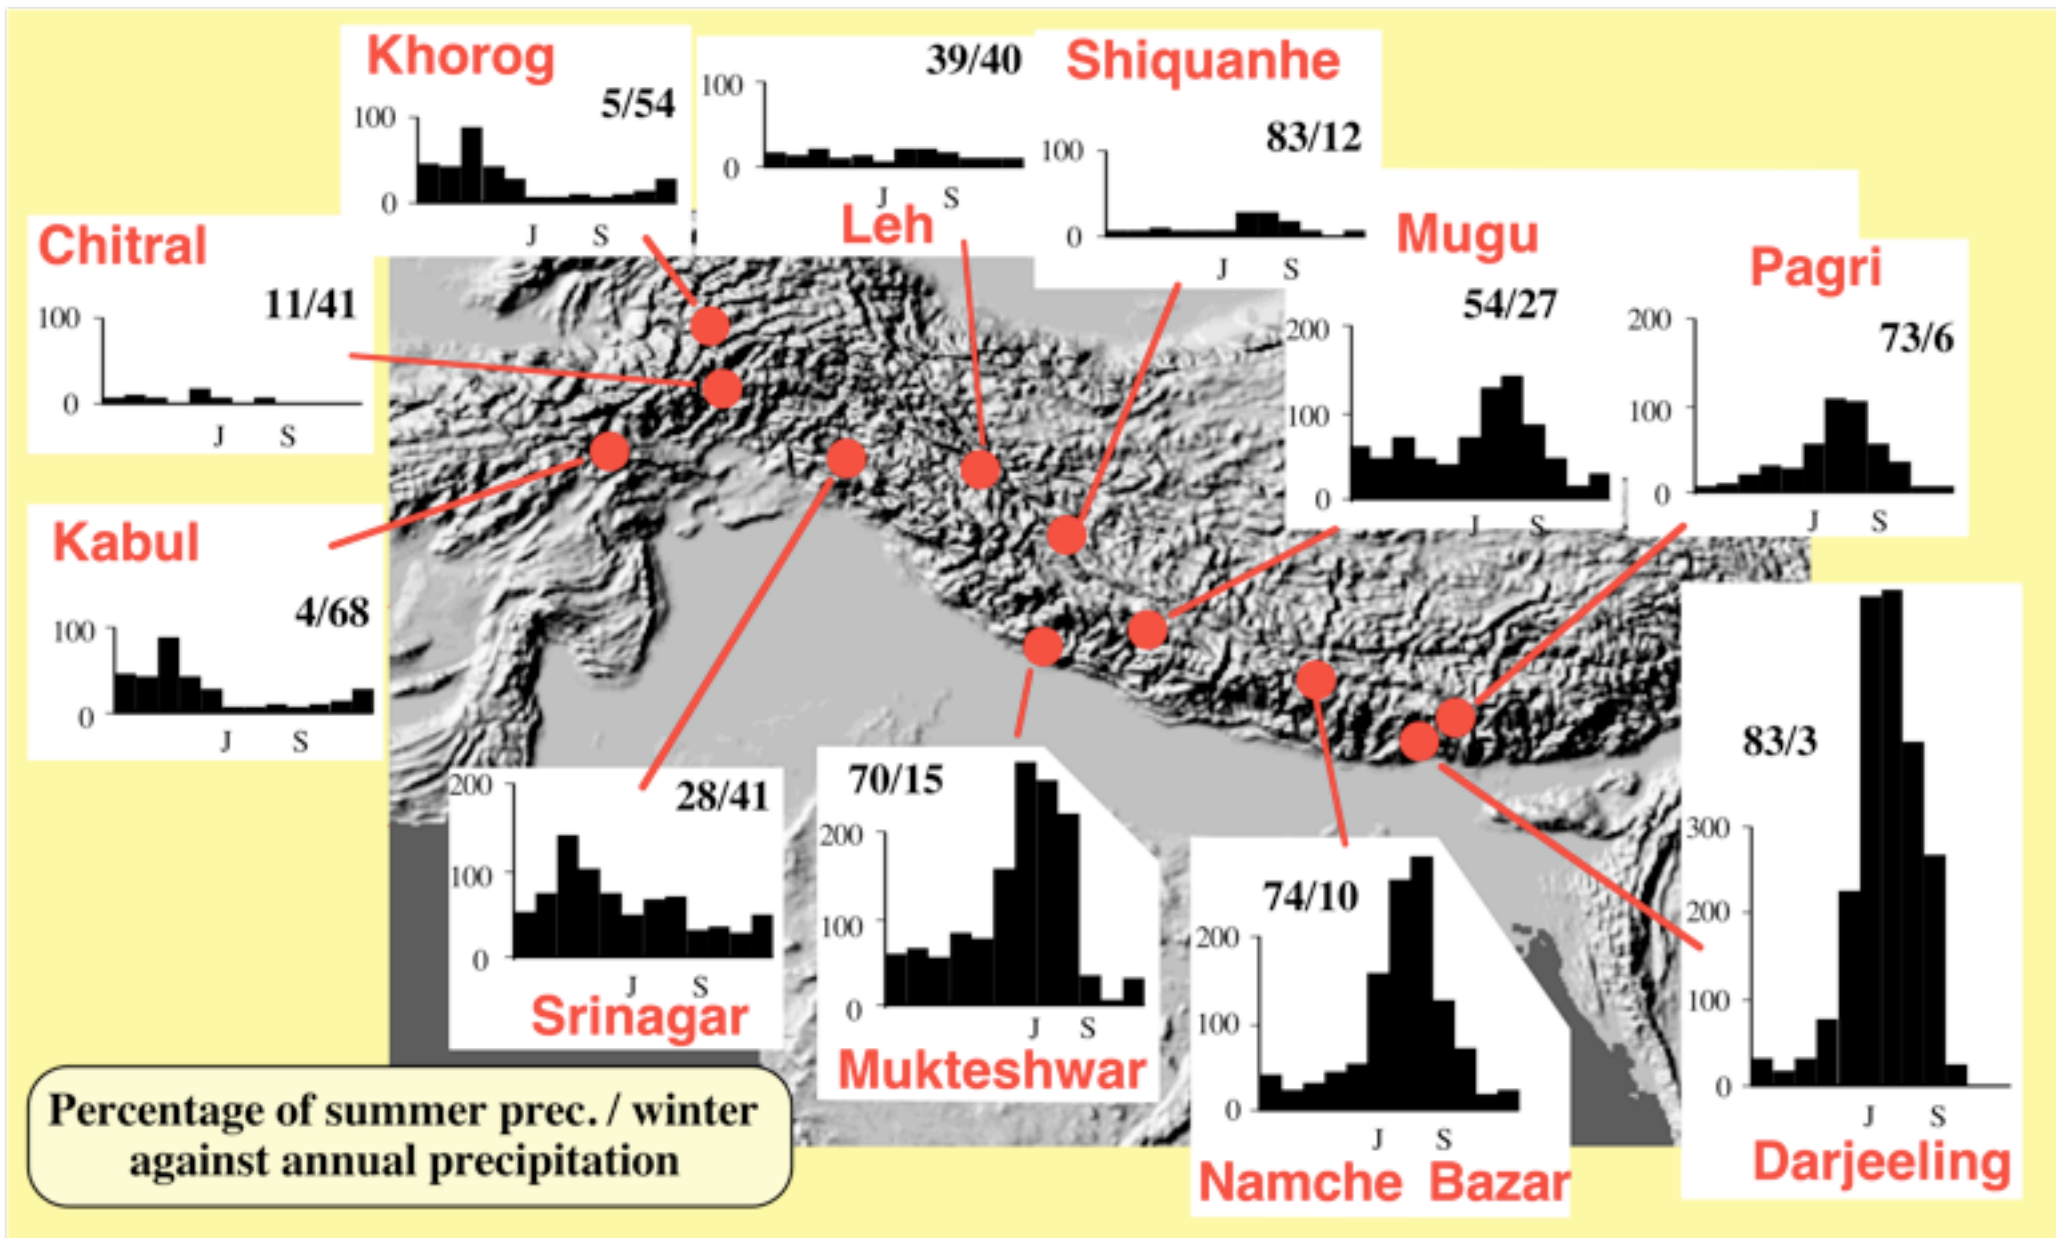 Khorog
5/54
100
0
J S
39/40
100
0
J S
Leh
Shiquanhe
83/12
100
0
J S
Chitral
11/41
100
0
J S
Mugu
54/27
200
100
0
J S
Pagri
73/6
200
100
0
J S
Kabul
4/68
100
0
J S
28/41
200
100
0
J S
Srinagar
70/15
200
100
0
J S
Mukteshwar
74/10
200
100
0
J S
Namche Bazar
83/3
300
200
100
0
J S
Darjeeling
Percentage of summer prec. / winter
against annual precipitation